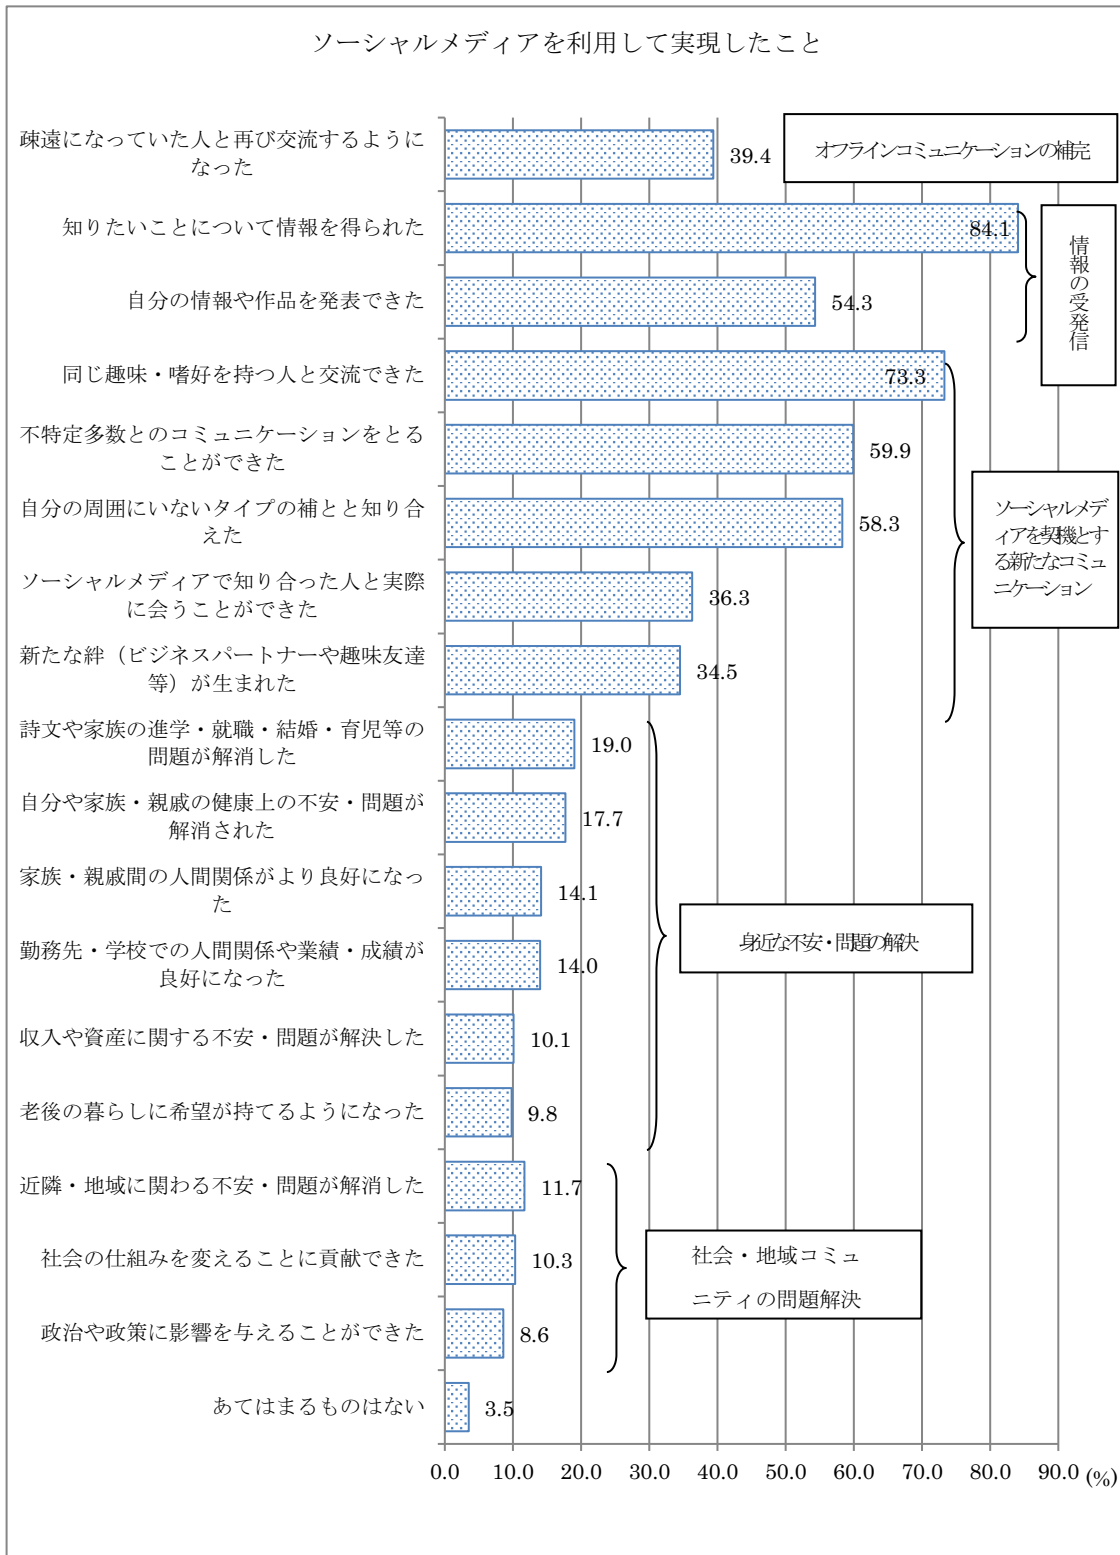 ソーシャルメディアを利用して実現したこと
疎遠になっていた人と再び交流するように
なった
39.4
オフラインコミュニケーションの補完
知りたいことについて情報を得られた
84.1
情報の受発信
自分の情報や作品を発表できた
54.3
同じ趣味・嗜好を持つ人と交流できた
73.3
不特定多数とのコミュニケーションをとる
ことができた
59.9
自分の周囲にいないタイプの補とと知り合
えた
58.3
ソーシャルメデ
ィアを契機とす
る新たなコミュ
ニケーション
ソーシャルメディアで知り合った人と実際
に会うことができた
36.3
新たな絆（ビジネスパートナーや趣味友達
等）が生まれた
34.5
詩文や家族の進学・就職・結婚・育児等の
問題が解消した
19.0
自分や家族・親戚の健康上の不安・問題が
解消された
17.7
家族・親戚間の人間関係がより良好になっ
た
14.1
身近な不安・問題の解決
勤務先・学校での人間関係や業績・成績が
良好になった
14.0
収入や資産に関する不安・問題が解決した
10.1
老後の暮らしに希望が持てるようになった
9.8
近隣・地域に関わる不安・問題が解消した
11.7
社会の仕組みを変えることに貢献できた
10.3
社会・地域コミュ
ニティの問題解決
政治や政策に影響を与えることができた
8.6
あてはまるものはない
3.5
0.0 10.0 20.0 30.0 40.0 50.0 60.0 70.0 80.0 90.0 (%)